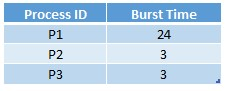 Process ID Burst Time
P1 24
P2 3
P3 3